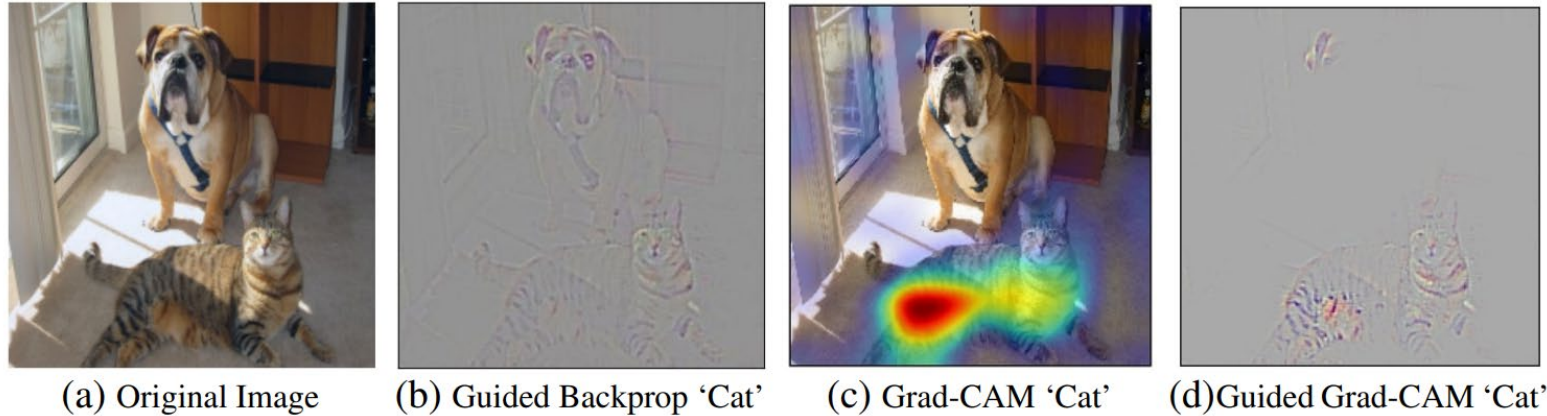 (a) Original Image
(b) Guided Backprop ‘Cat’
(c) Grad-CAM ‘Cat’
(d)Guided Grad-CAM ‘Cat’